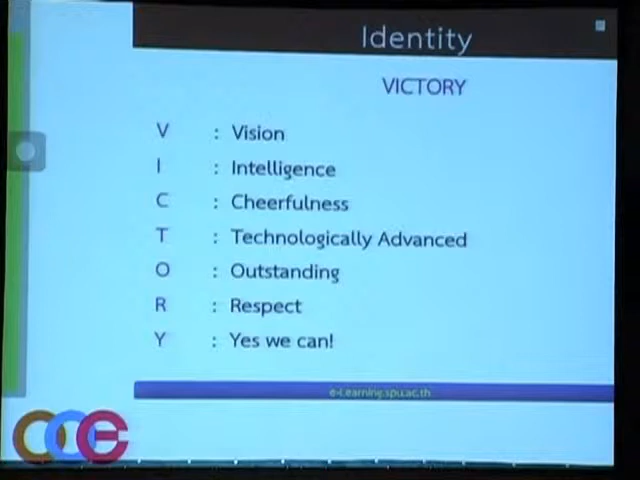 Identity
VICTORY
V : Vision
I : Intelligence
C : Cheerfulness
T : Technologically Advanced
O : Outstanding
R : Respect
Y : Yes we can!
e-Learning.spu.ac.th